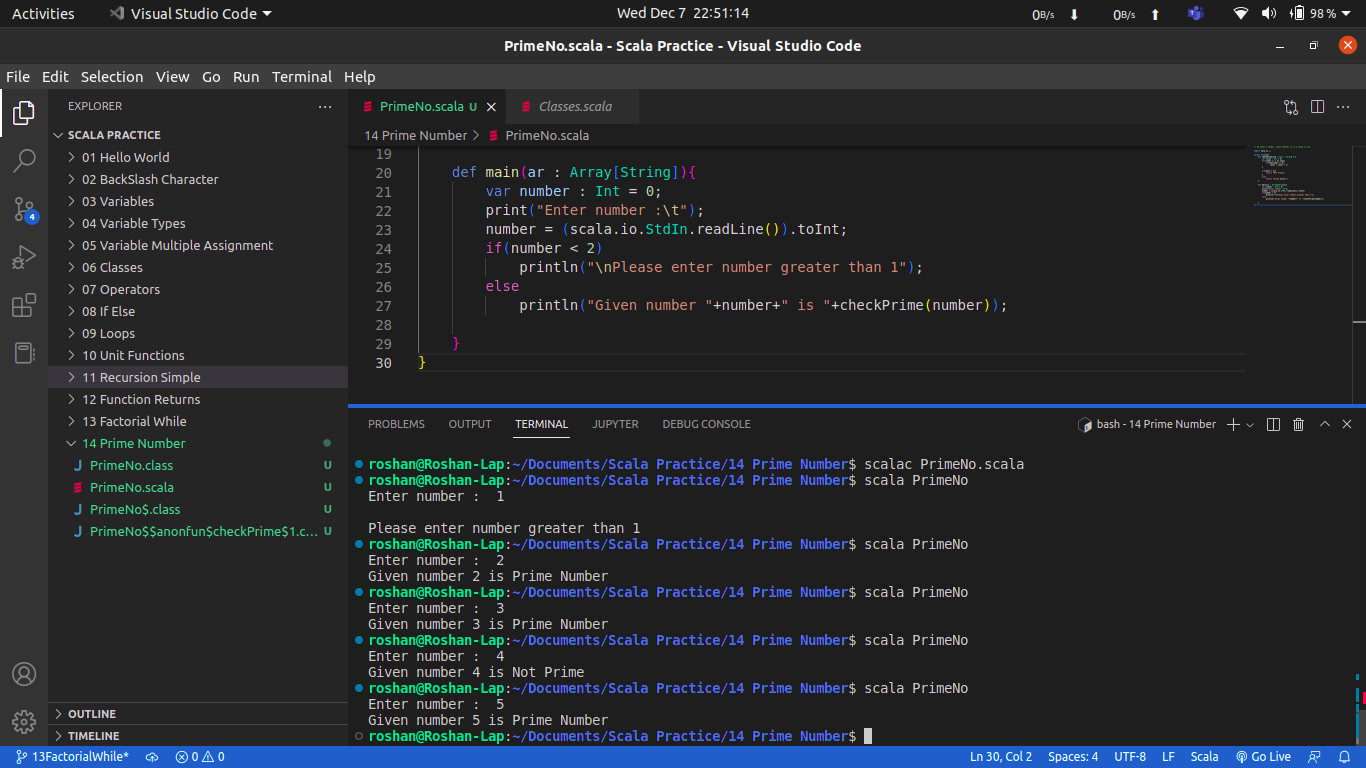 Activities
Visual Studio Code
Wed Dec 7 22:51:14
0B/s
0B/s
98 %
PrimeNo.scala - Scala Practice - Visual Studio Code
File Edit Selection View Go Run Terminal Help
EXPLORER
SCALA PRACTICE
01 Hello World
02 BackSlash Character
03 Variables
04 Variable Types
05 Variable Multiple Assignment
06 Classes
07 Operators
08 If Else
09 Loops
10 Unit Functions
11 Recursion Simple
12 Function Returns
13 Factorial While
14 Prime Number
PrimeNo.class U
PrimeNo.scala U
PrimeNo$.class U
PrimeNo$$anonfun$checkPrime$1.c... U
OUTLINE
TIMELINE
4
PrimeNo.scala U
Classes.scala
14 Prime Number > PrimeNo.scala
19
20 def main(ar : Array[String]){
21 var number : Int = 0;
22 print("Enter number :\t");
23 number = (scala.io.StdIn.readLine()).toInt;
24 if(number < 2)
25 println("\nPlease enter number greater than 1");
26 else
27 println("Given number "+number+" is "+checkPrime(number));
28
29 }
30 }
PROBLEMS OUTPUT TERMINAL JUPYTER DEBUG CONSOLE
bash - 14 Prime Number
roshan@Roshan-Lap:~/Documents/Scala Practice/14 Prime Number$ scalac PrimeNo.scala
roshan@Roshan-Lap:~/Documents/Scala Practice/14 Prime Number$ scala PrimeNo
Enter number : 1
Please enter number greater than 1
roshan@Roshan-Lap:~/Documents/Scala Practice/14 Prime Number$ scala PrimeNo
Enter number : 2
Given number 2 is Prime Number
roshan@Roshan-Lap:~/Documents/Scala Practice/14 Prime Number$ scala PrimeNo
Enter number : 3
Given number 3 is Prime Number
roshan@Roshan-Lap:~/Documents/Scala Practice/14 Prime Number$ scala PrimeNo
Enter number : 4
Given number 4 is Not Prime
roshan@Roshan-Lap:~/Documents/Scala Practice/14 Prime Number$ scala PrimeNo
Enter number : 5
Given number 5 is Prime Number
roshan@Roshan-Lap:~/Documents/Scala Practice/14 Prime Number$
13FactorialWhile*
0 0
Ln 30, Col 2
Spaces: 4
UTF-8
LF
Scala
Go Live